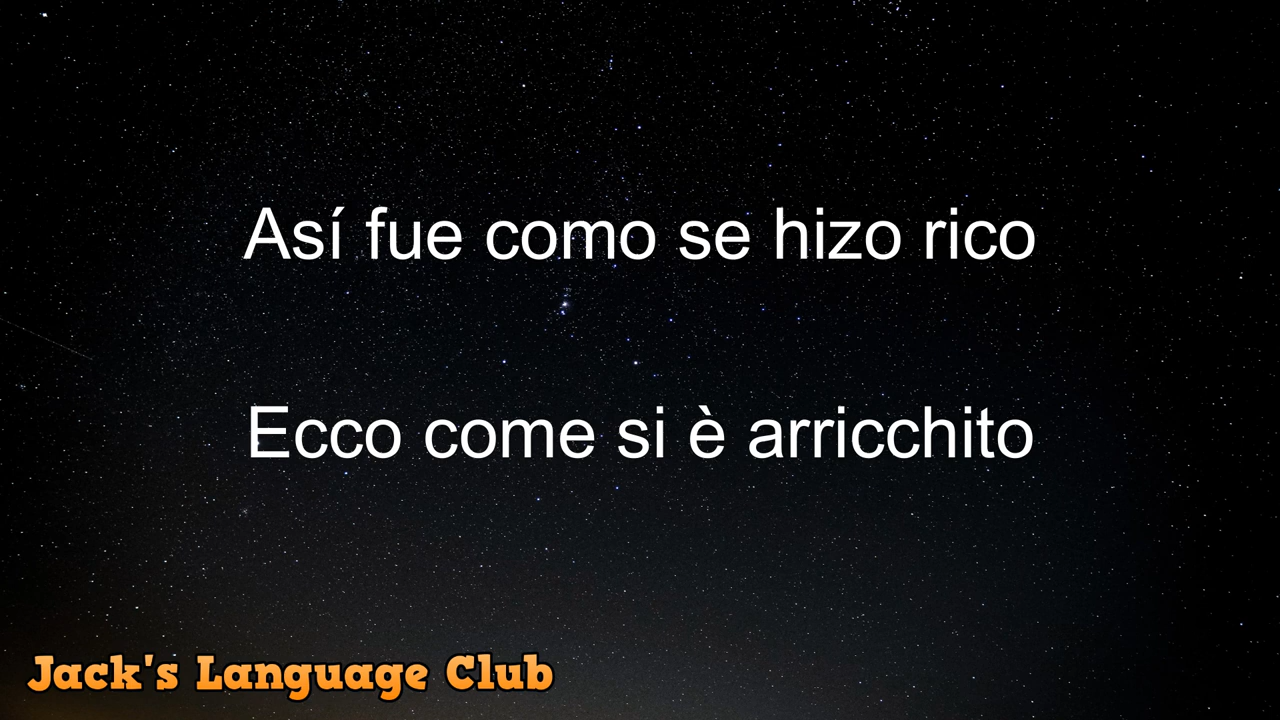 Así fue como se hizo rico
Ecco come si è arricchito
Jack's Language Club